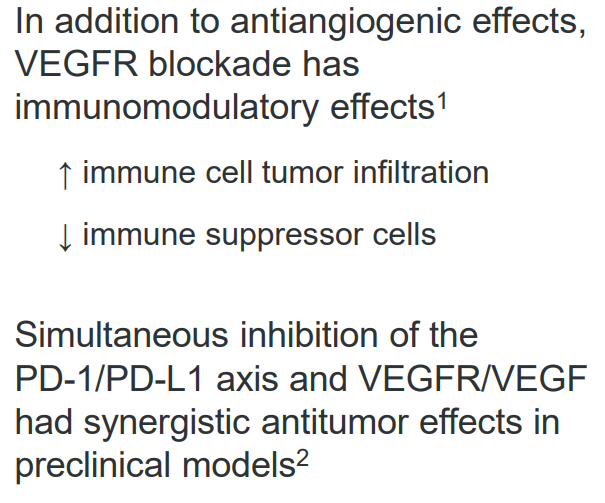 In addition to antiangiogenic effects,
VEGFR blockade has
immunomodulatory effects¹
↑ immune cell tumor infiltration
↓ immune suppressor cells
Simultaneous inhibition of the
PD-1/PD-L1 axis and VEGFR/VEGF
had synergistic antitumor effects in
preclinical models²